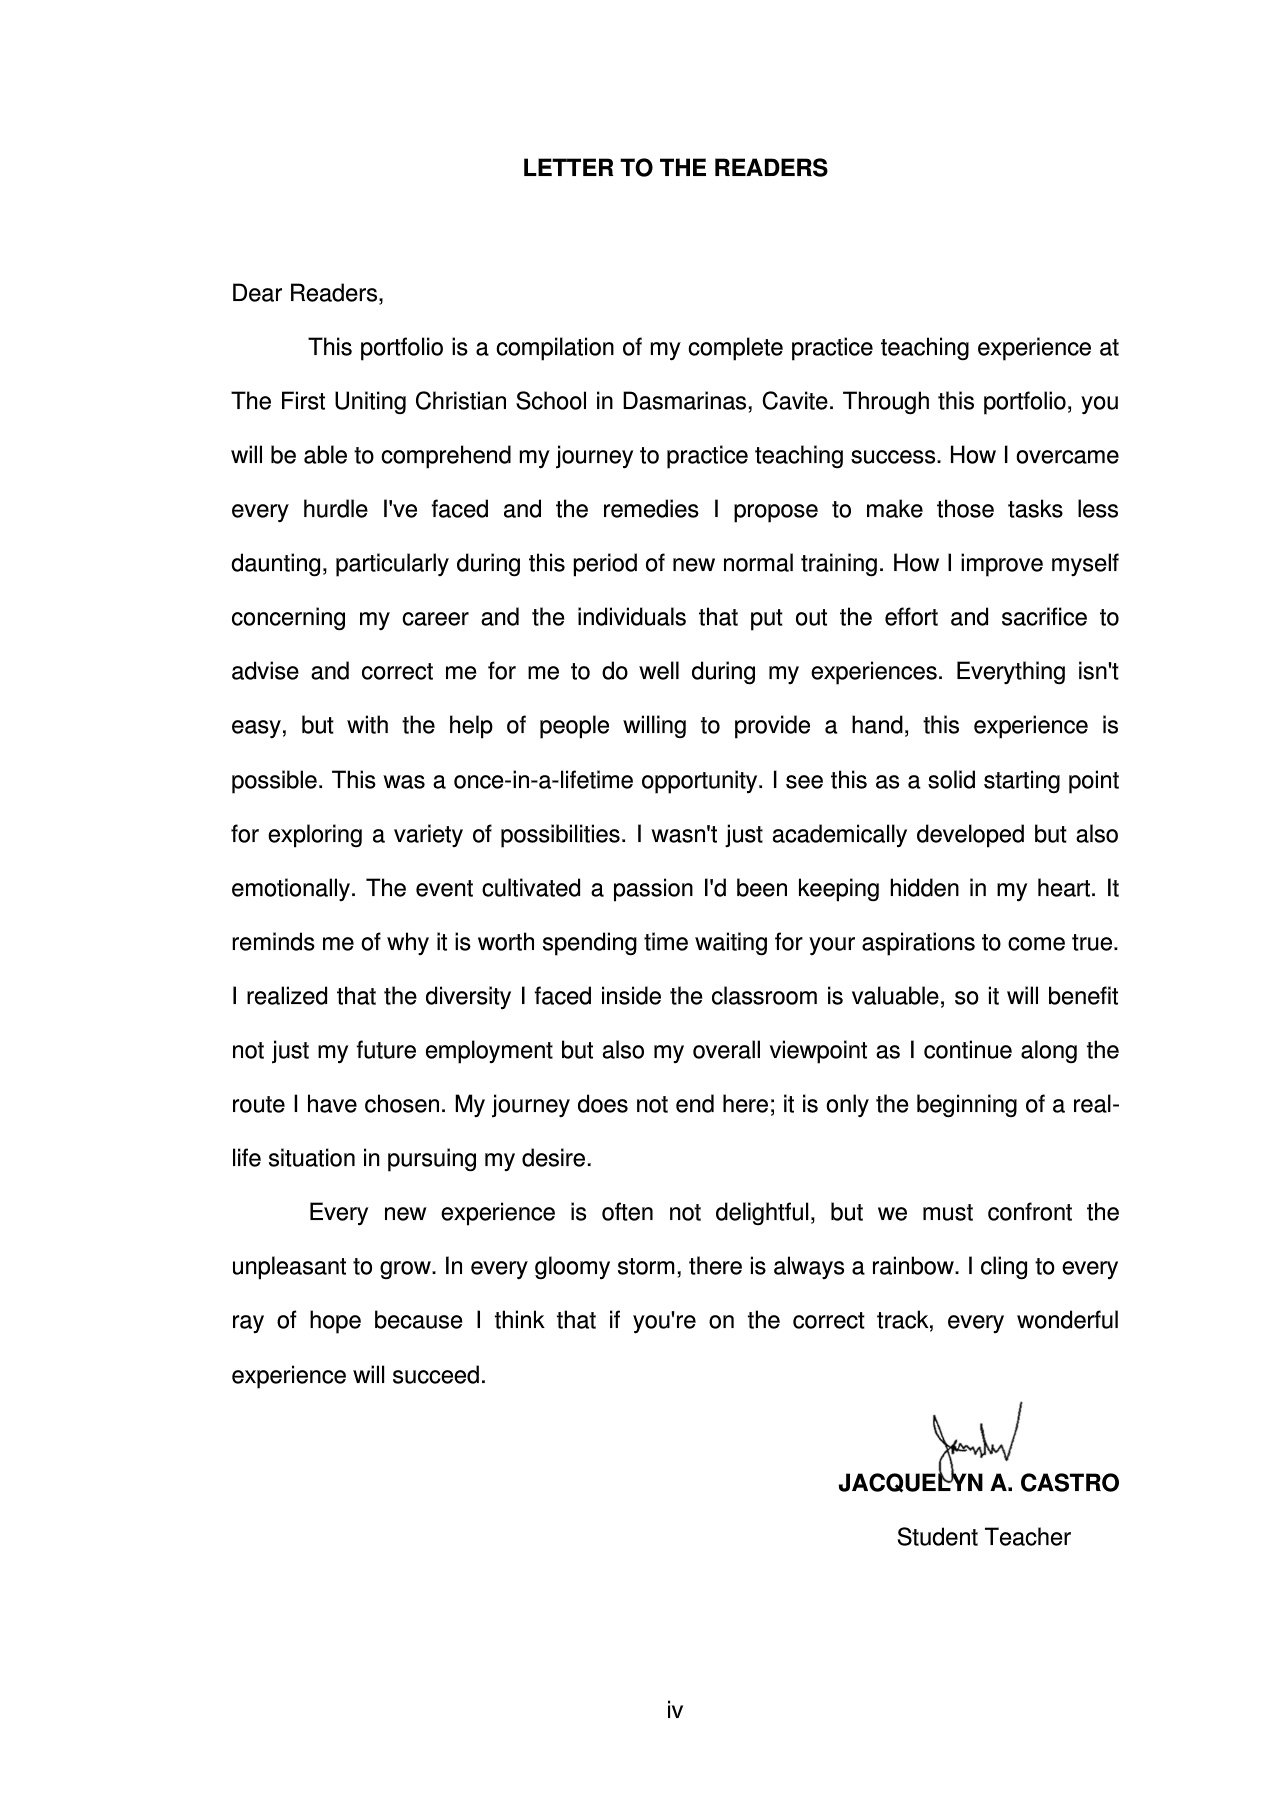 LETTER TO THE READERS
Dear Readers,
This portfolio is a compilation of my complete practice teaching experience at
The First Uniting Christian School in Dasmarinas, Cavite. Through this portfolio, you
will be able to comprehend my journey to practice teaching success. How I overcame
every hurdle I've faced and the remedies I propose to make those tasks less
daunting, particularly during this period of new normal training. How I improve myself
concerning my career and the individuals that put out the effort and sacrifice to
advise and correct me for me to do well during my experiences. Everything isn't
easy, but with the help of people willing to provide a hand, this experience is
possible. This was a once-in-a-lifetime opportunity. I see this as a solid starting point
for exploring a variety of possibilities. I wasn't just academically developed but also
emotionally. The event cultivated a passion I'd been keeping hidden in my heart. It
reminds me of why it is worth spending time waiting for your aspirations to come true.
I realized that the diversity I faced inside the classroom is valuable, so it will benefit
not just my future employment but also my overall viewpoint as I continue along the
route I have chosen. My journey does not end here; it is only the beginning of a real-
life situation in pursuing my desire.
Every new experience is often not delightful, but we must confront the
unpleasant to grow. In every gloomy storm, there is always a rainbow. I cling to every
ray of hope because I think that if you're on the correct track, every wonderful
experience will succeed.
JACQUELYN A. CASTRO
Student Teacher
iv